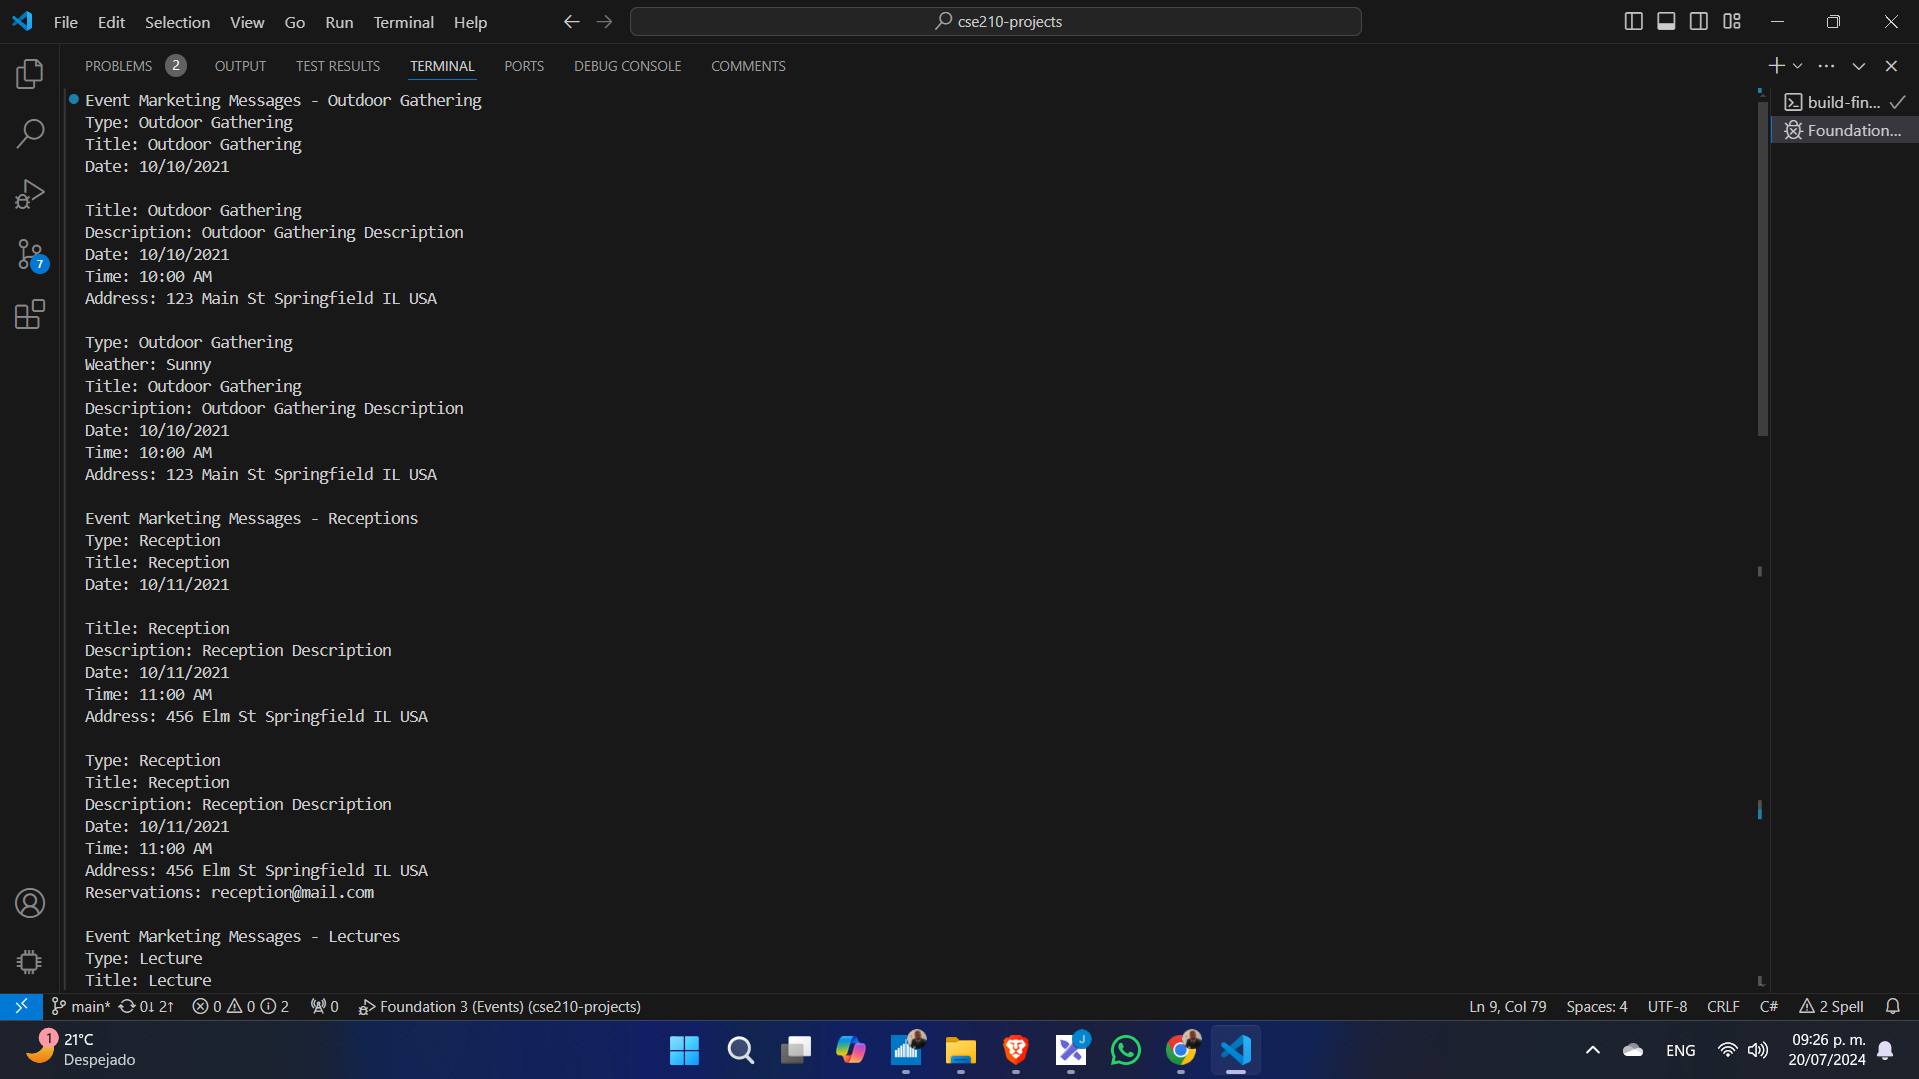 File Edit Selection View Go Run Terminal Help
cse210-projects
PROBLEMS 2 OUTPUT TEST RESULTS TERMINAL PORTS DEBUG CONSOLE COMMENTS
Event Marketing Messages - Outdoor Gathering
Type: Outdoor Gathering
Title: Outdoor Gathering
Date: 10/10/2021
Title: Outdoor Gathering
Description: Outdoor Gathering Description
Date: 10/10/2021
Time: 10:00 AM
Address: 123 Main St Springfield IL USA
Type: Outdoor Gathering
Weather: Sunny
Title: Outdoor Gathering
Description: Outdoor Gathering Description
Date: 10/10/2021
Time: 10:00 AM
Address: 123 Main St Springfield IL USA
Event Marketing Messages - Receptions
Type: Reception
Title: Reception
Date: 10/11/2021
Title: Reception
Description: Reception Description
Date: 10/11/2021
Time: 11:00 AM
Address: 456 Elm St Springfield IL USA
Type: Reception
Title: Reception
Description: Reception Description
Date: 10/11/2021
Time: 11:00 AM
Address: 456 Elm St Springfield IL USA
Reservations: reception@mail.com
Event Marketing Messages - Lectures
Type: Lecture
Title: Lecture
build-fin...
Foundation...
7
main* 0↓ 2↑ 0 0 2 0 Foundation 3 (Events) (cse210-projects)
Ln 9, Col 79 Spaces: 4 UTF-8 CRLF C# 2 Spell
1
21°C
Despejado
J
ENG
09:26 p. m.
20/07/2024